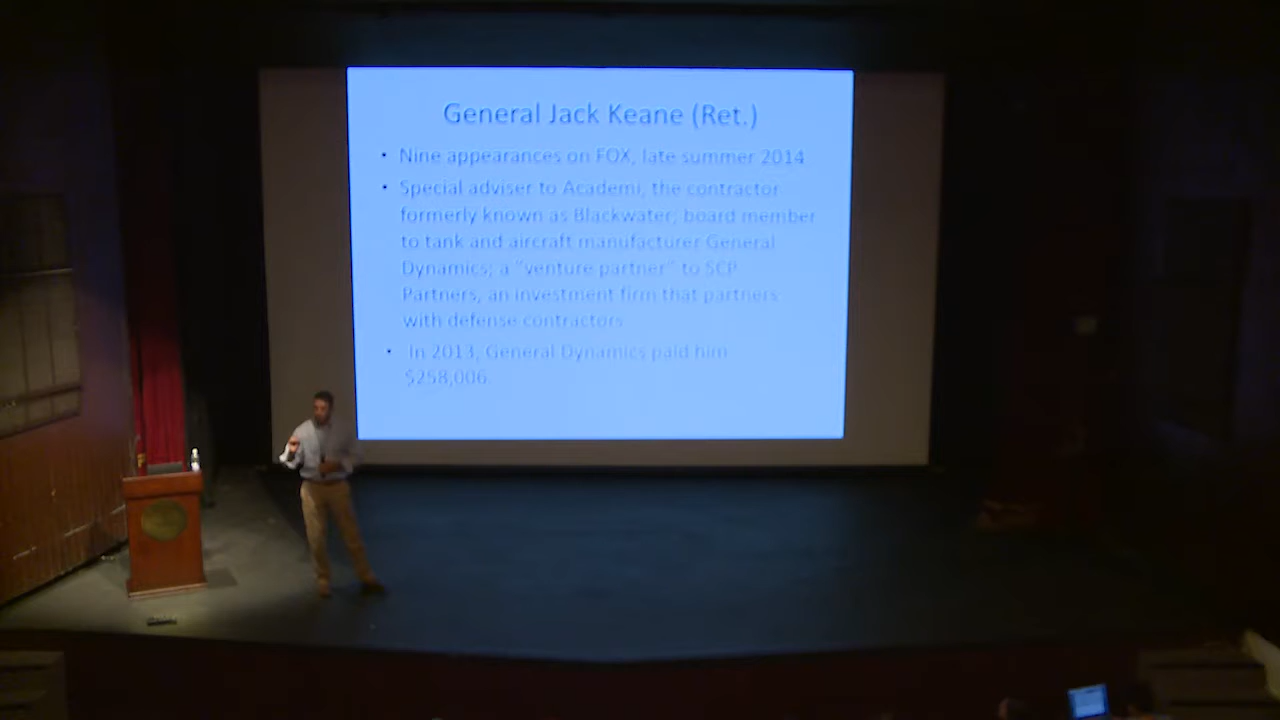 General Jack Keane (Ret.)
• Nine appearances on FOX, late summer 2014
• Special adviser to Academi, the contractor
formerly known as Blackwater; board member
to tank and aircraft manufacturer General
Dynamics; a "venture partner" to SCP
Partners, an investment firm that partners
with defense contractors
• In 2013, General Dynamics paid him
$258,006.